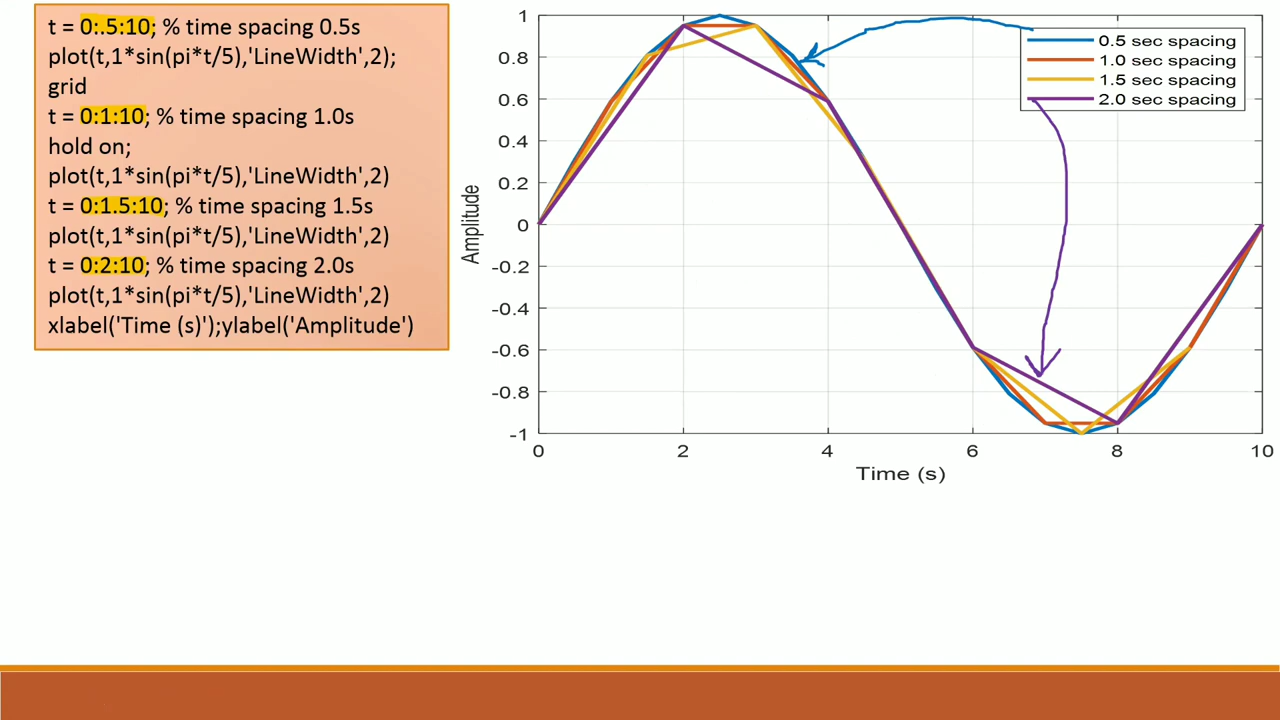 t = 0:.5:10; % time spacing 0.5s
plot(t,1*sin(pi*t/5),'LineWidth',2);
grid
t = 0:1:10; % time spacing 1.0s
hold on;
plot(t,1*sin(pi*t/5),'LineWidth',2)
t = 0:1.5:10; % time spacing 1.5s
plot(t,1*sin(pi*t/5),'LineWidth',2)
t = 0:2:10; % time spacing 2.0s
plot(t,1*sin(pi*t/5),'LineWidth',2)
xlabel('Time (s)');ylabel('Amplitude')
1
0.8
0.6
0.4
0.2
0
-0.2
-0.4
-0.6
-0.8
-1
Amplitude
0.5 sec spacing
1.0 sec spacing
1.5 sec spacing
2.0 sec spacing
0 2 4 6 8 10
Time (s)